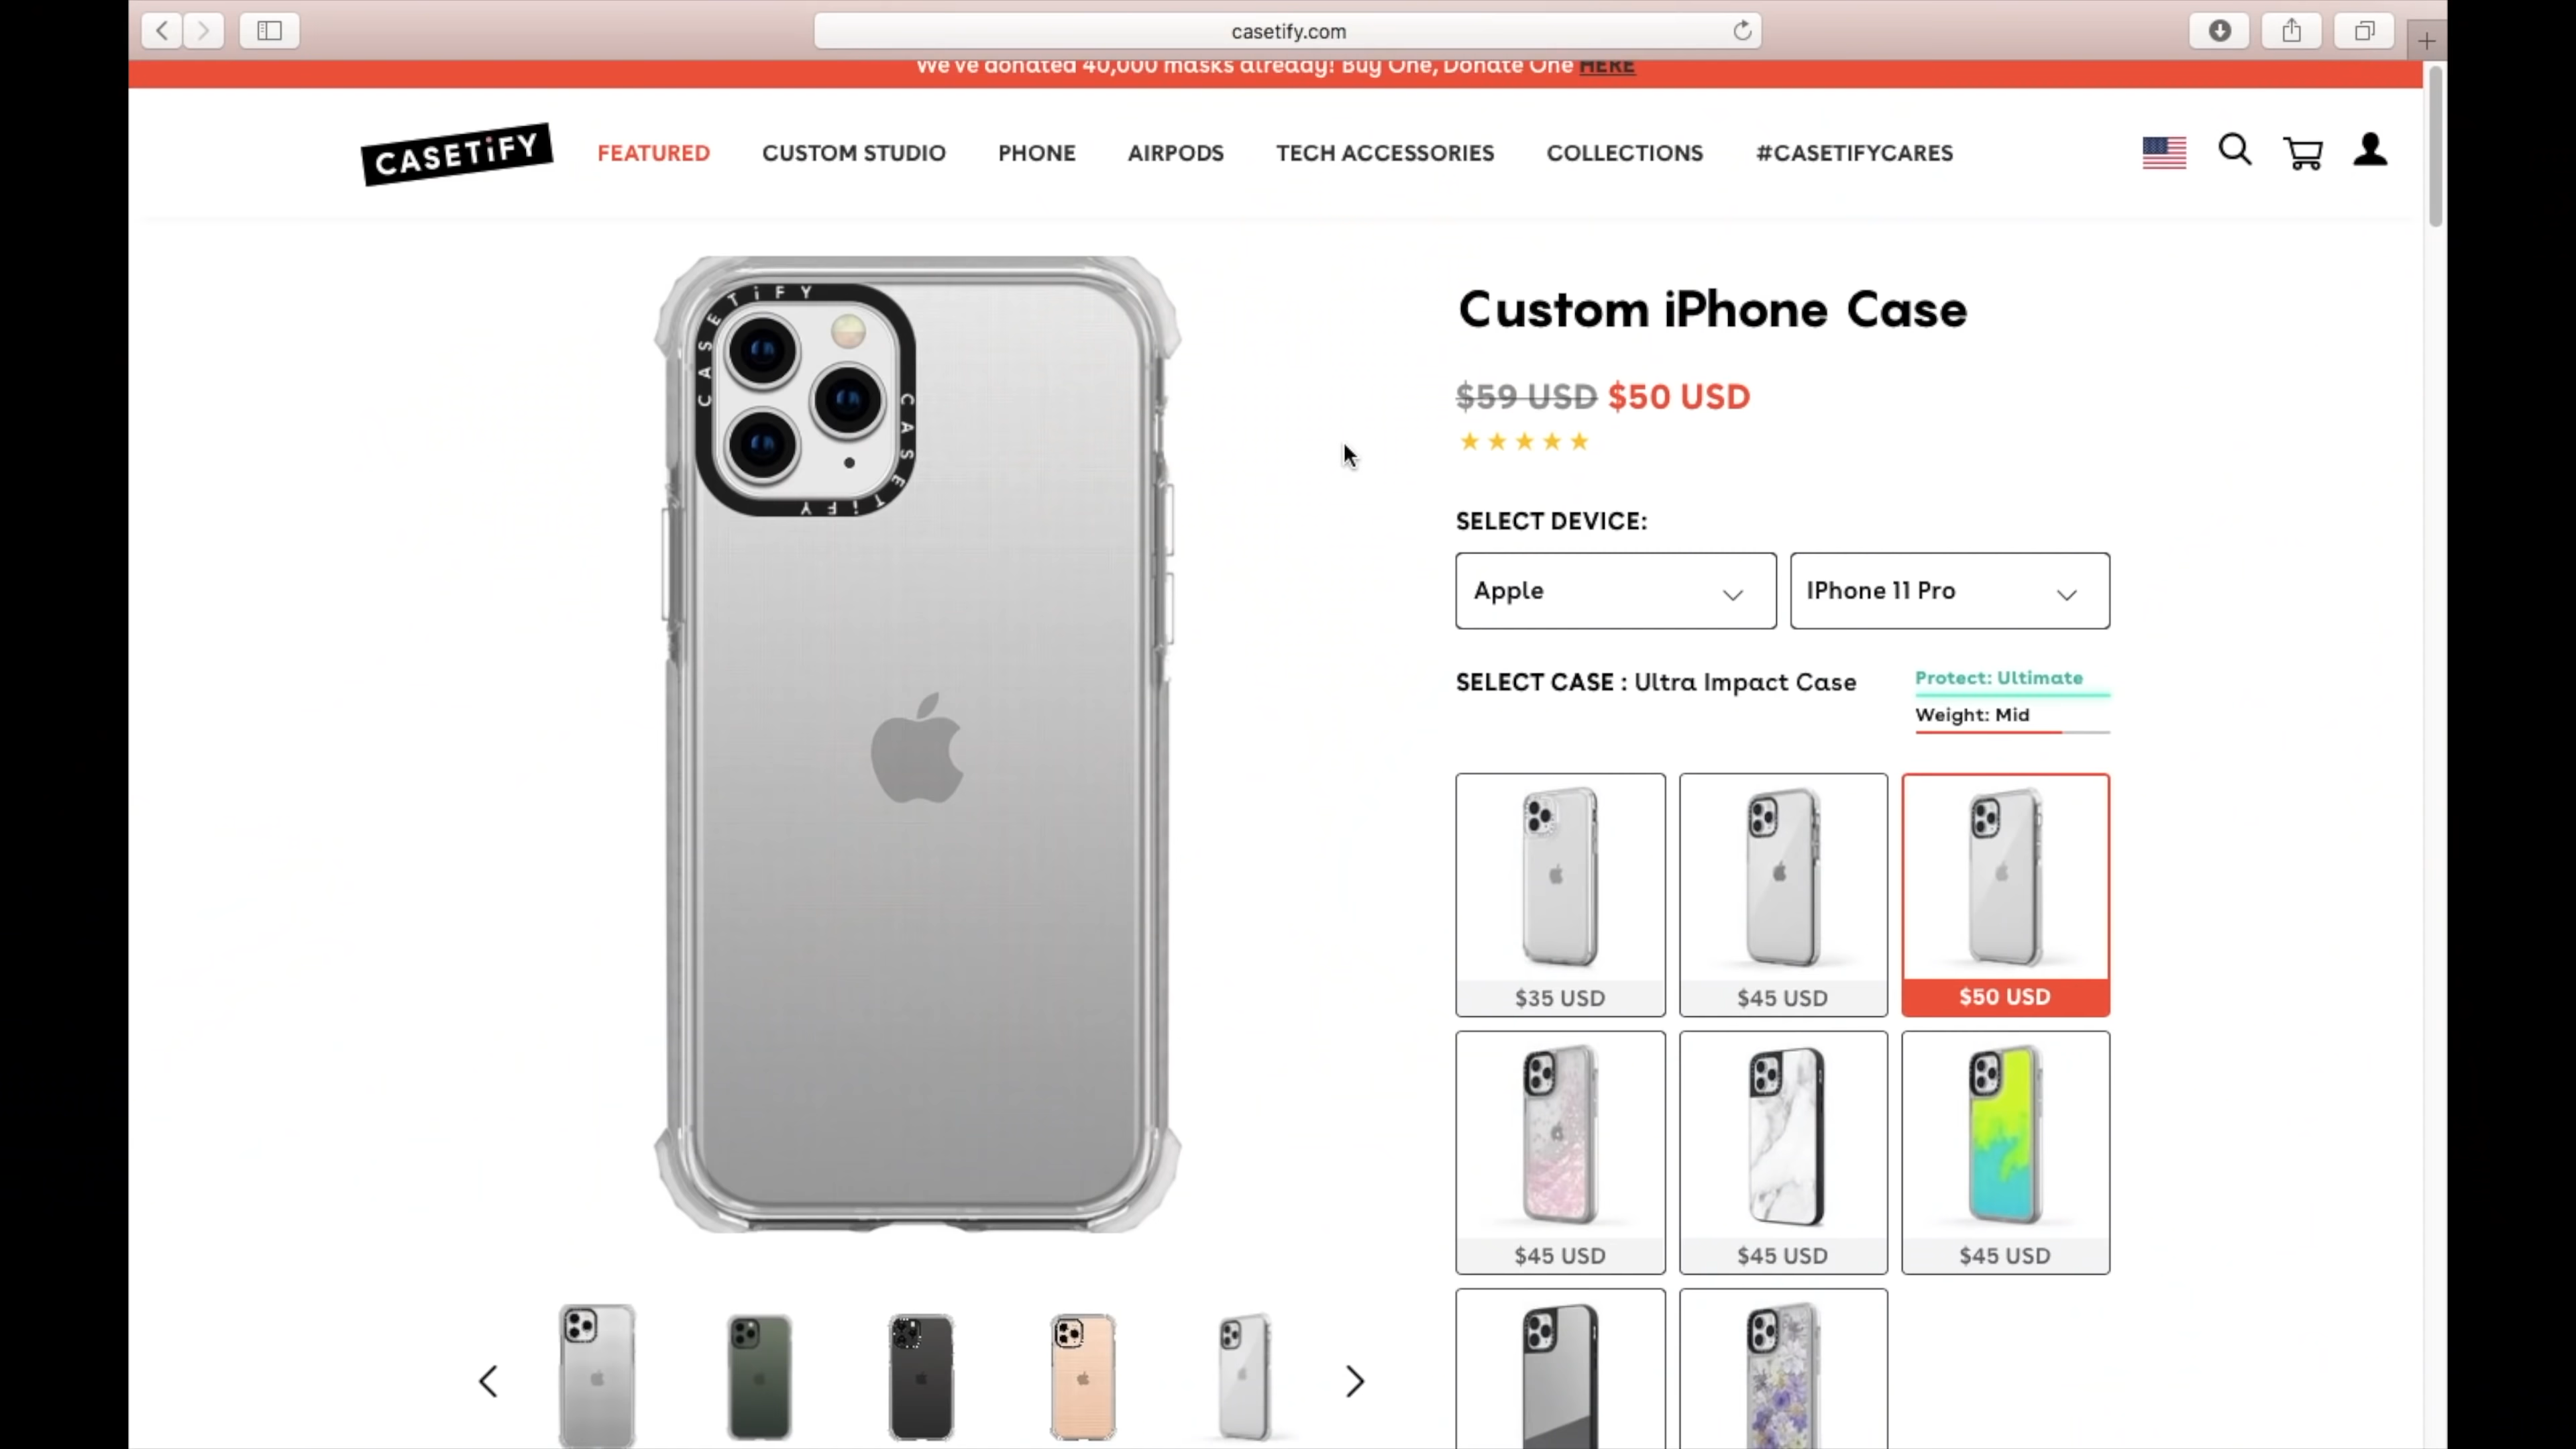 casetify.com
We've donated 40,000 masks already! Buy One, Donate One HERE
CASETiFY
FEATURED
CUSTOM STUDIO
PHONE
AIRPODS
TECH ACCESSORIES
COLLECTIONS
#CASETIFYCARES
CASETiFY
CASETiFY
Custom iPhone Case
$59 USD $50 USD
SELECT DEVICE:
Apple
IPhone 11 Pro
SELECT CASE : Ultra Impact Case
Protect: Ultimate
Weight: Mid
$35 USD
$45 USD
$50 USD
$45 USD
$45 USD
$45 USD